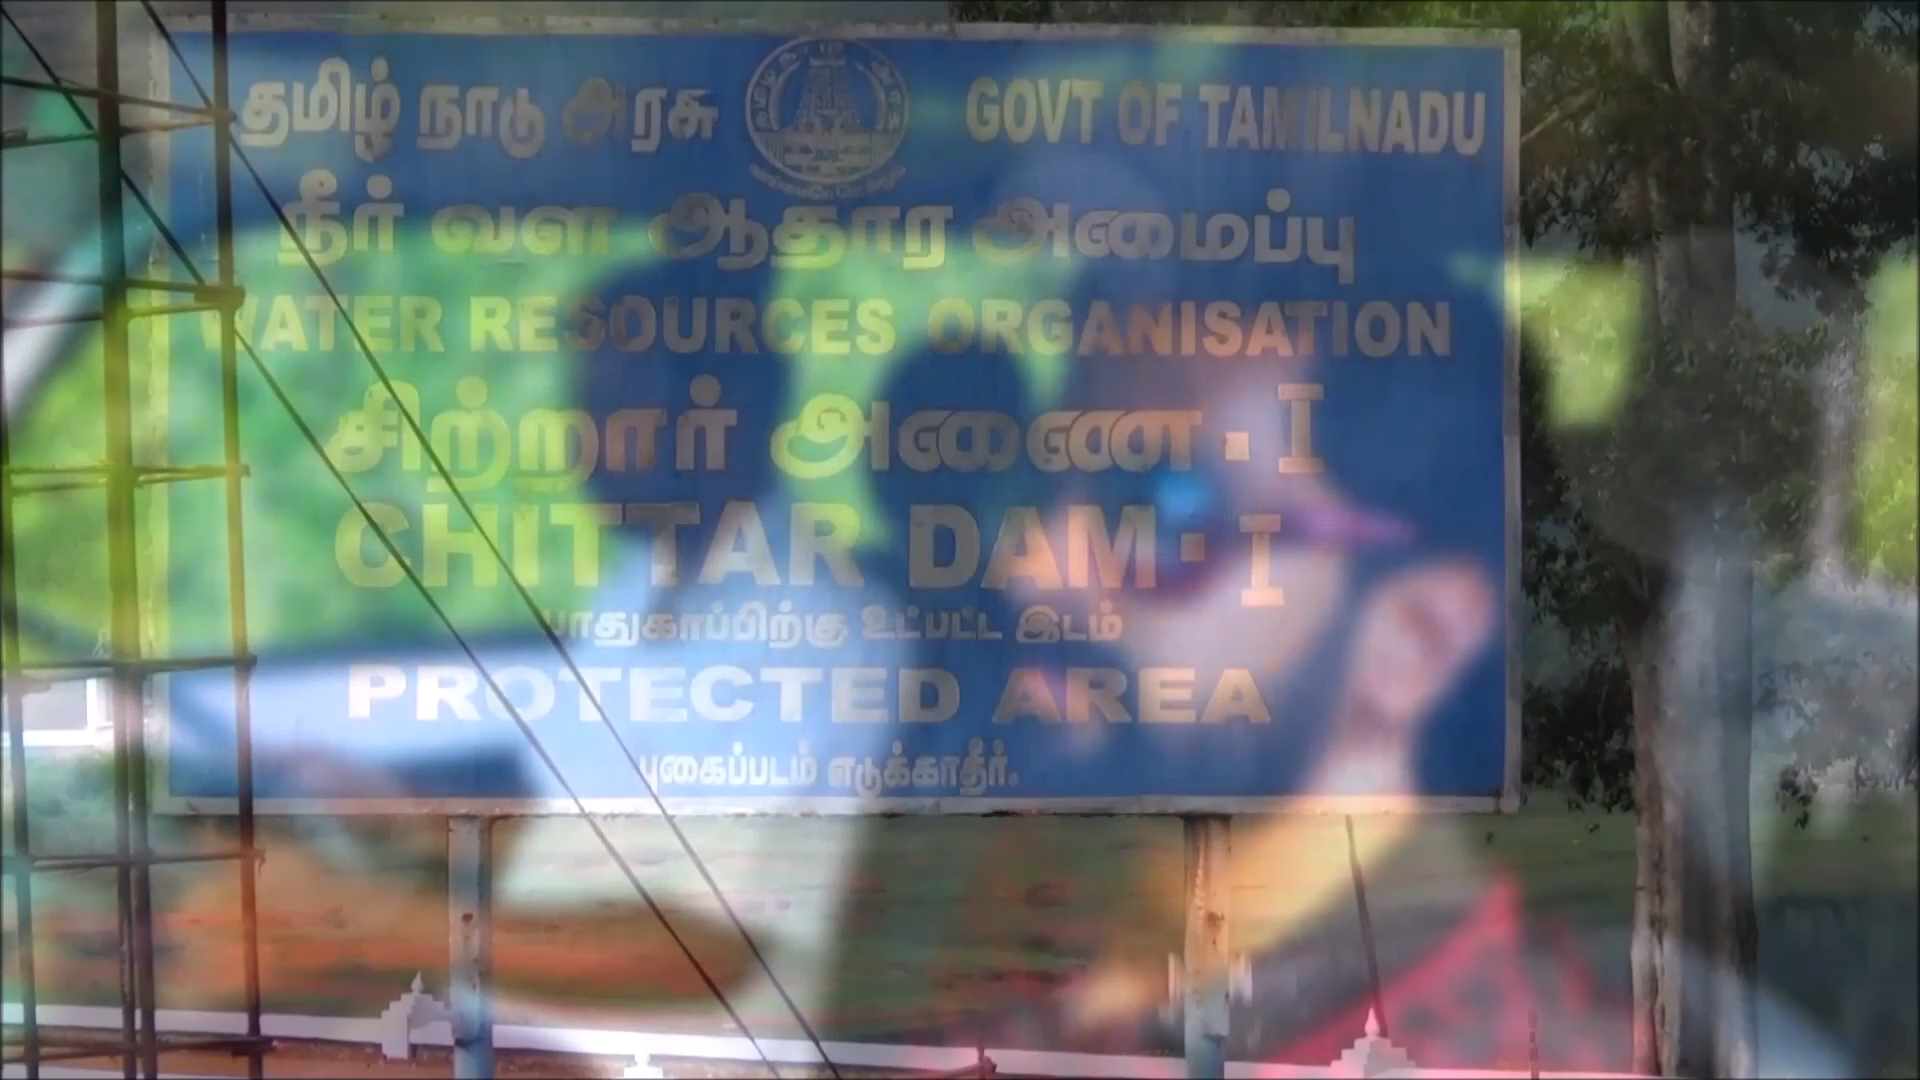 தமிழ் நாடு அரசு GOVT OF TAMILNADU
நீர் வள ஆதார அமைப்பு
WATER RESOURCES ORGANISATION
சிற்றார் அணை - I
CHITTAR DAM - I
பாதுகாப்பிற்கு உட்பட்ட இடம்
PROTECTED AREA
புகைப்படம் எடுக்காதீர்.